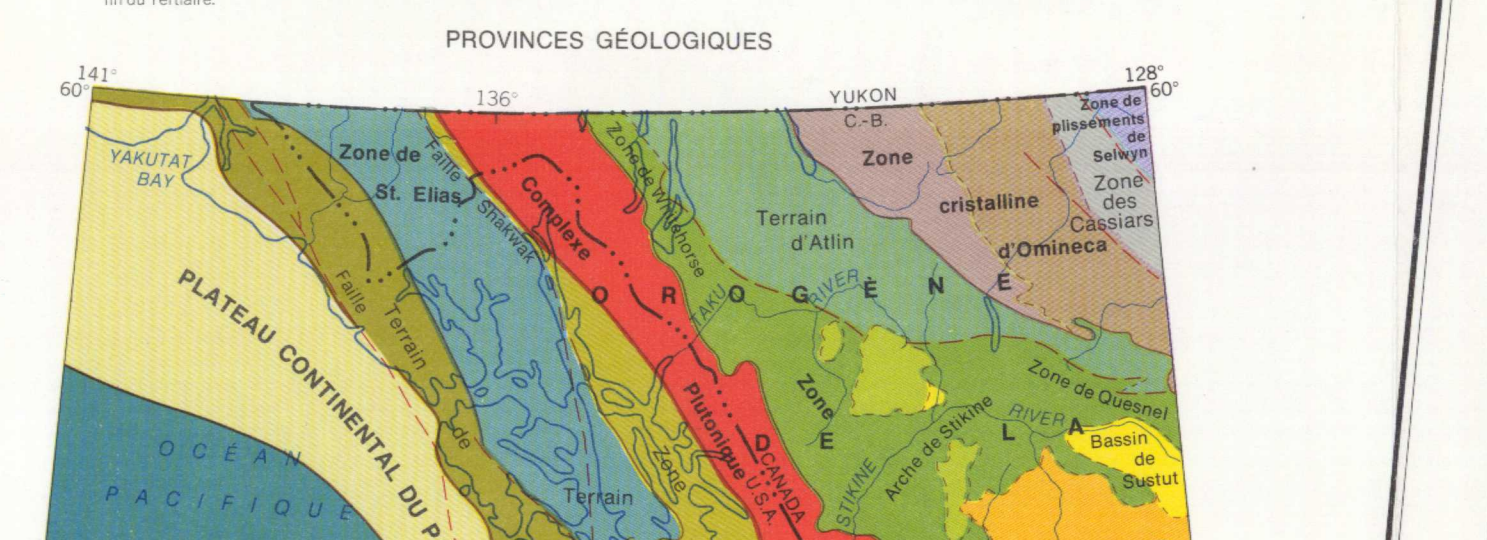 fin du Tertiaire.
PROVINCES GÉOLOGIQUES
141°
60°
136°
YUKON
C.-B.
128°
60°
YAKUTAT
BAY
Zone de
St. Elias
Faille
Shakwak
Complexe
Plutonique
Zone de Whitehorse
Terrain
d'Atlin
Zone
cristalline
d'Omineca
Zone de
plissements
de
Selwyn
Zone
des
Cassiars
OROGÈNE
DE
LA
TAKU
RIVER
PLATEAU CONTINENTAL DU P
Faille
Terrain
de
OCÉAN
PACIFIQUE
Terrain
Zone
CANADA
U.S.A.
Zone
STIKINE
RIVER
Arche de Stikine
Zone de Quesnel
Bassin
de
Sustut